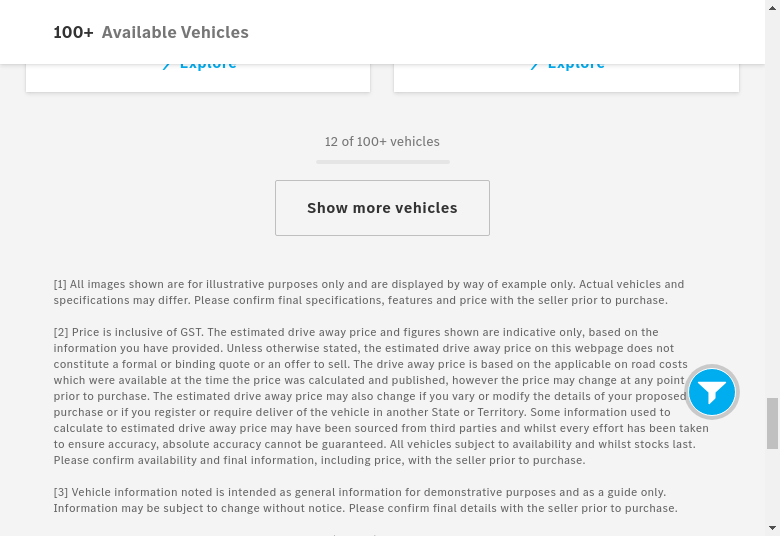 100+ Available Vehicles
Explore
Explore
12 of 100+ vehicles
Show more vehicles
[1] All images shown are for illustrative purposes only and are displayed by way of example only. Actual vehicles and
specifications may differ. Please confirm final specifications, features and price with the seller prior to purchase.
[2] Price is inclusive of GST. The estimated drive away price and figures shown are indicative only, based on the
information you have provided. Unless otherwise stated, the estimated drive away price on this webpage does not
constitute a formal or binding quote or an offer to sell. The drive away price is based on the applicable on road costs
which were available at the time the price was calculated and published, however the price may change at any point
prior to purchase. The estimated drive away price may also change if you vary or modify the details of your proposed
purchase or if you register or require deliver of the vehicle in another State or Territory. Some information used to
calculate to estimated drive away price may have been sourced from third parties and whilst every effort has been taken
to ensure accuracy, absolute accuracy cannot be guaranteed. All vehicles subject to availability and whilst stocks last.
Please confirm availability and final information, including price, with the seller prior to purchase.
[3] Vehicle information noted is intended as general information for demonstrative purposes and as a guide only.
Information may be subject to change without notice. Please confirm final details with the seller prior to purchase.